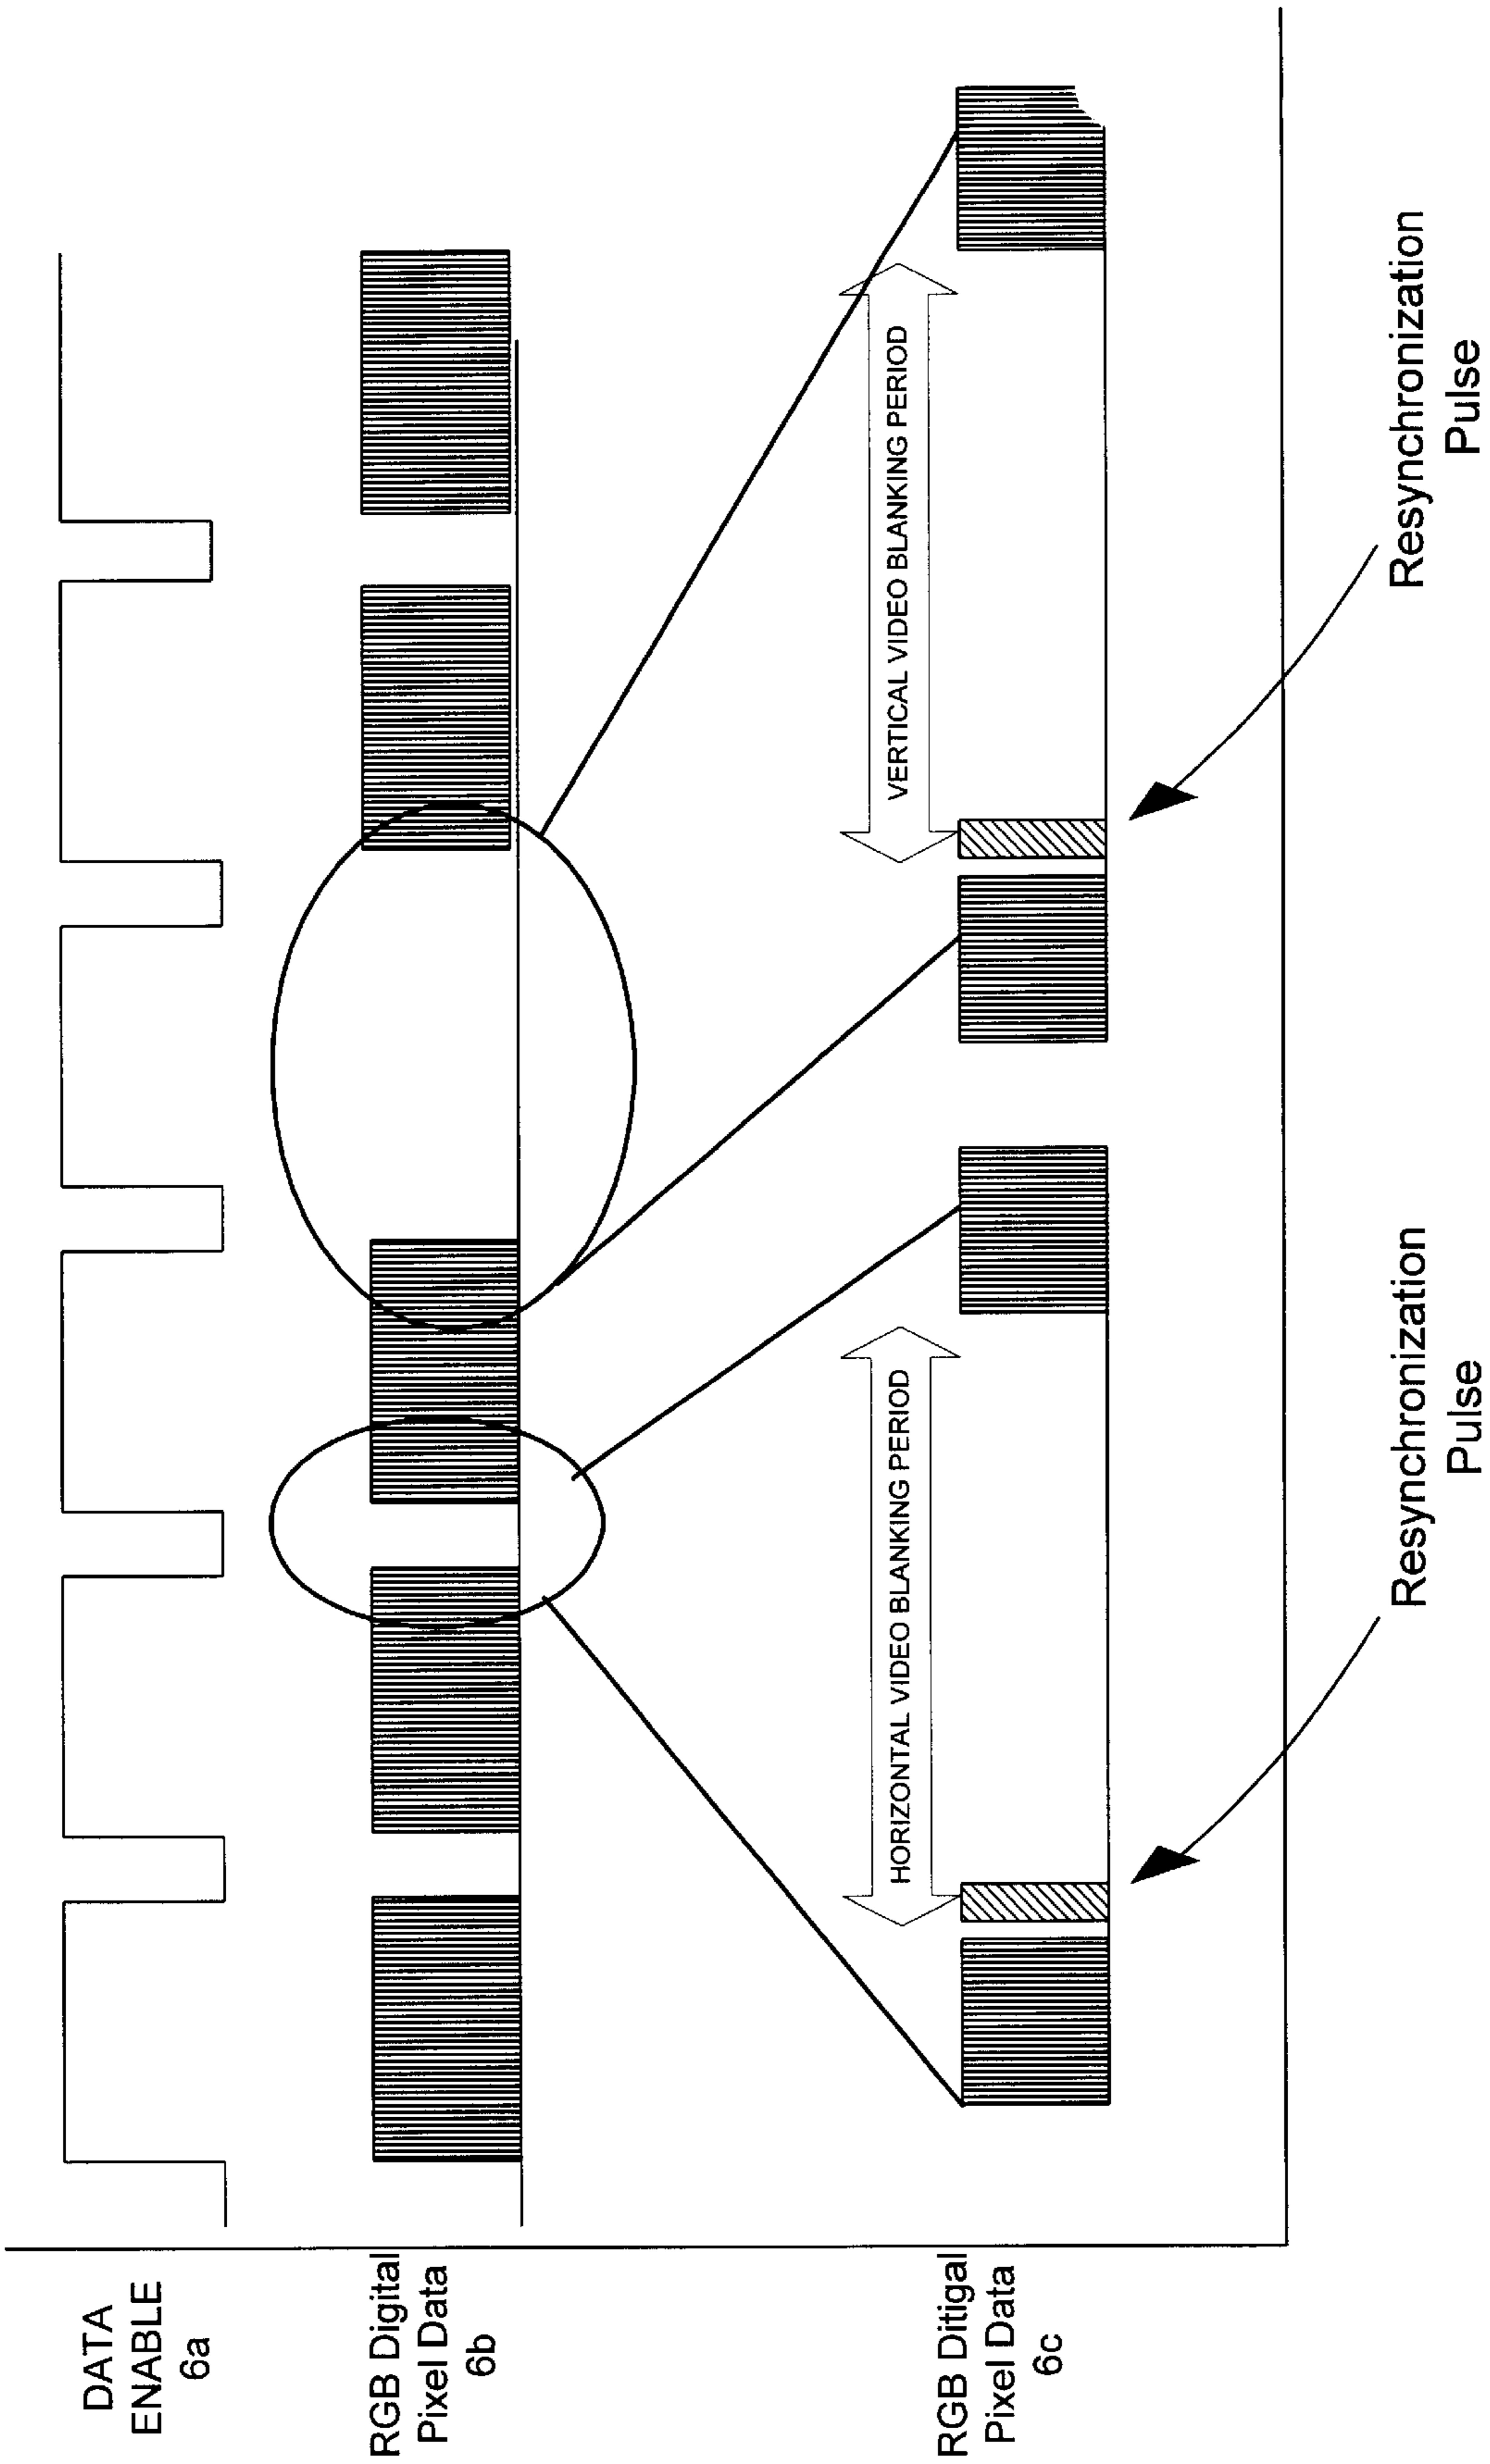 DATA
ENABLE
6a
RGB Digital
Pixel Data
6b
RGB Ditigal
Pixel Data
6c
HORIZONTAL VIDEO BLANKING PERIOD
VERTICAL VIDEO BLANKING PERIOD
Resynchronization
Pulse
Resynchronization
Pulse